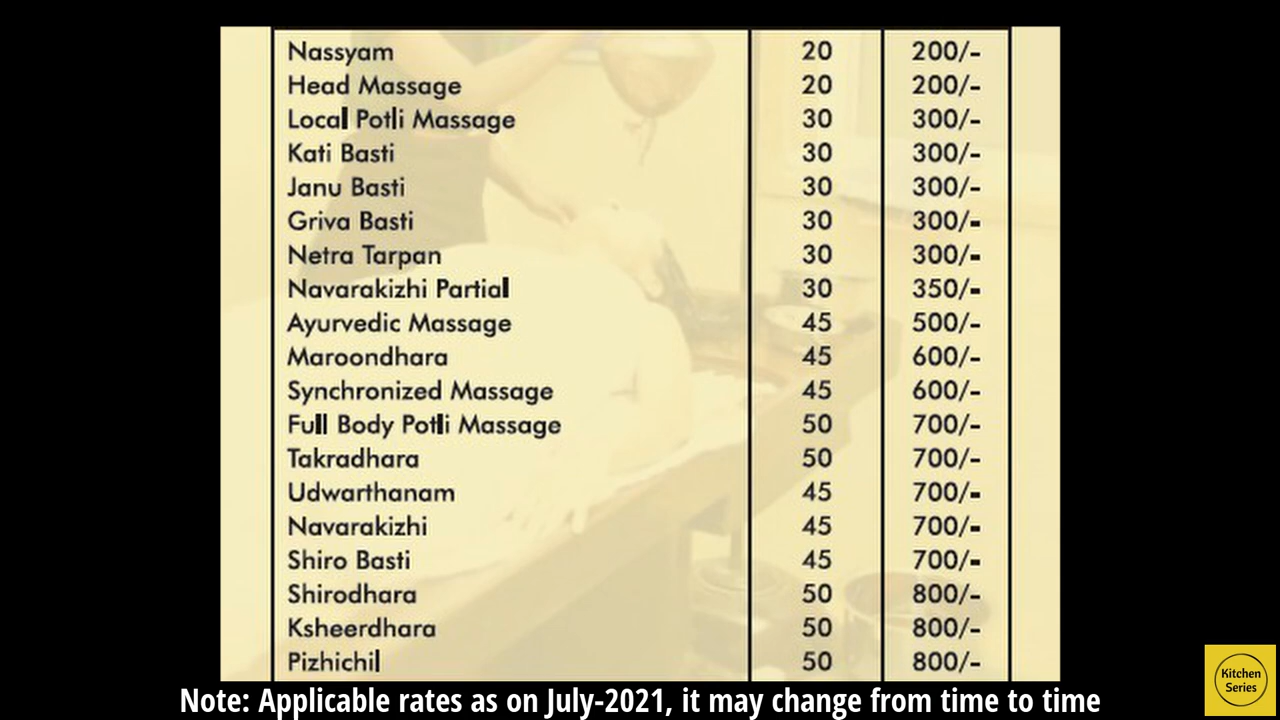 Nassyam 20 200/-
Head Massage 20 200/-
Local Potli Massage 30 300/-
Kati Basti 30 300/-
Janu Basti 30 300/-
Griva Basti 30 300/-
Netra Tarpan 30 300/-
Navarakizhi Partial 30 350/-
Ayurvedic Massage 45 500/-
Maroondhara 45 600/-
Synchronized Massage 45 600/-
Full Body Potli Massage 50 700/-
Takradhara 50 700/-
Udwarthanam 45 700/-
Navarakizhi 45 700/-
Shiro Basti 45 700/-
Shirodhara 50 800/-
Ksheerdhara 50 800/-
Pizhichil 50 800/-
Note: Applicable rates as on July-2021, it may change from time to time
Kitchen
Series